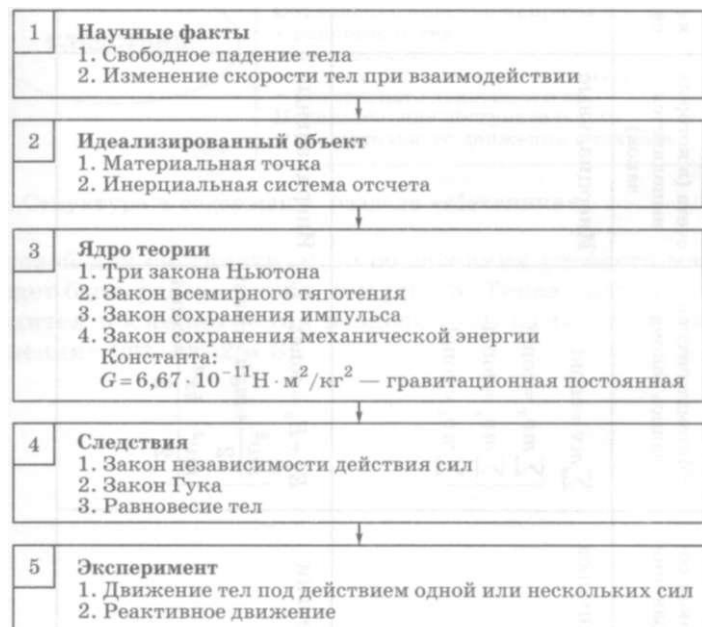 1
Научные факты
1. Свободное падение тела
2. Изменение скорости тел при взаимодействии
2
Идеализированный объект
1. Материальная точка
2. Инерциальная система отсчета
3
Ядро теории
1. Три закона Ньютона
2. Закон всемирного тяготения
3. Закон сохранения импульса
4. Закон сохранения механической энергии
Константа:
G = 6,67 · 10⁻¹¹ Н · м²/кг² — гравитационная постоянная
4
Следствия
1. Закон независимости действия сил
2. Закон Гука
3. Равновесие тел
5
Эксперимент
1. Движение тел под действием одной или нескольких сил
2. Реактивное движение